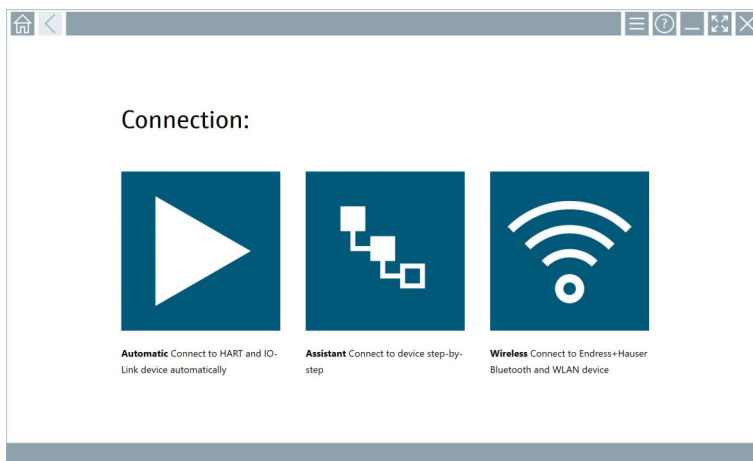 Connection:
Automatic Connect to HART and IO-
Link device automatically
Assistant Connect to device step-by-
step
Wireless Connect to Endress+Hauser
Bluetooth and WLAN device